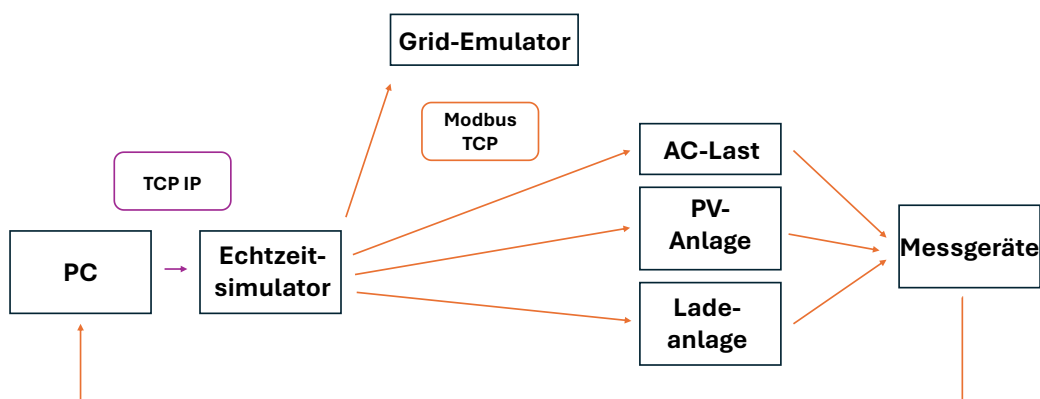 Grid-Emulator
Modbus
TCP
AC-Last
TCP IP
PV-
Anlage
PC
Echtzeit-
simulator
Messgeräte
Lade-
anlage